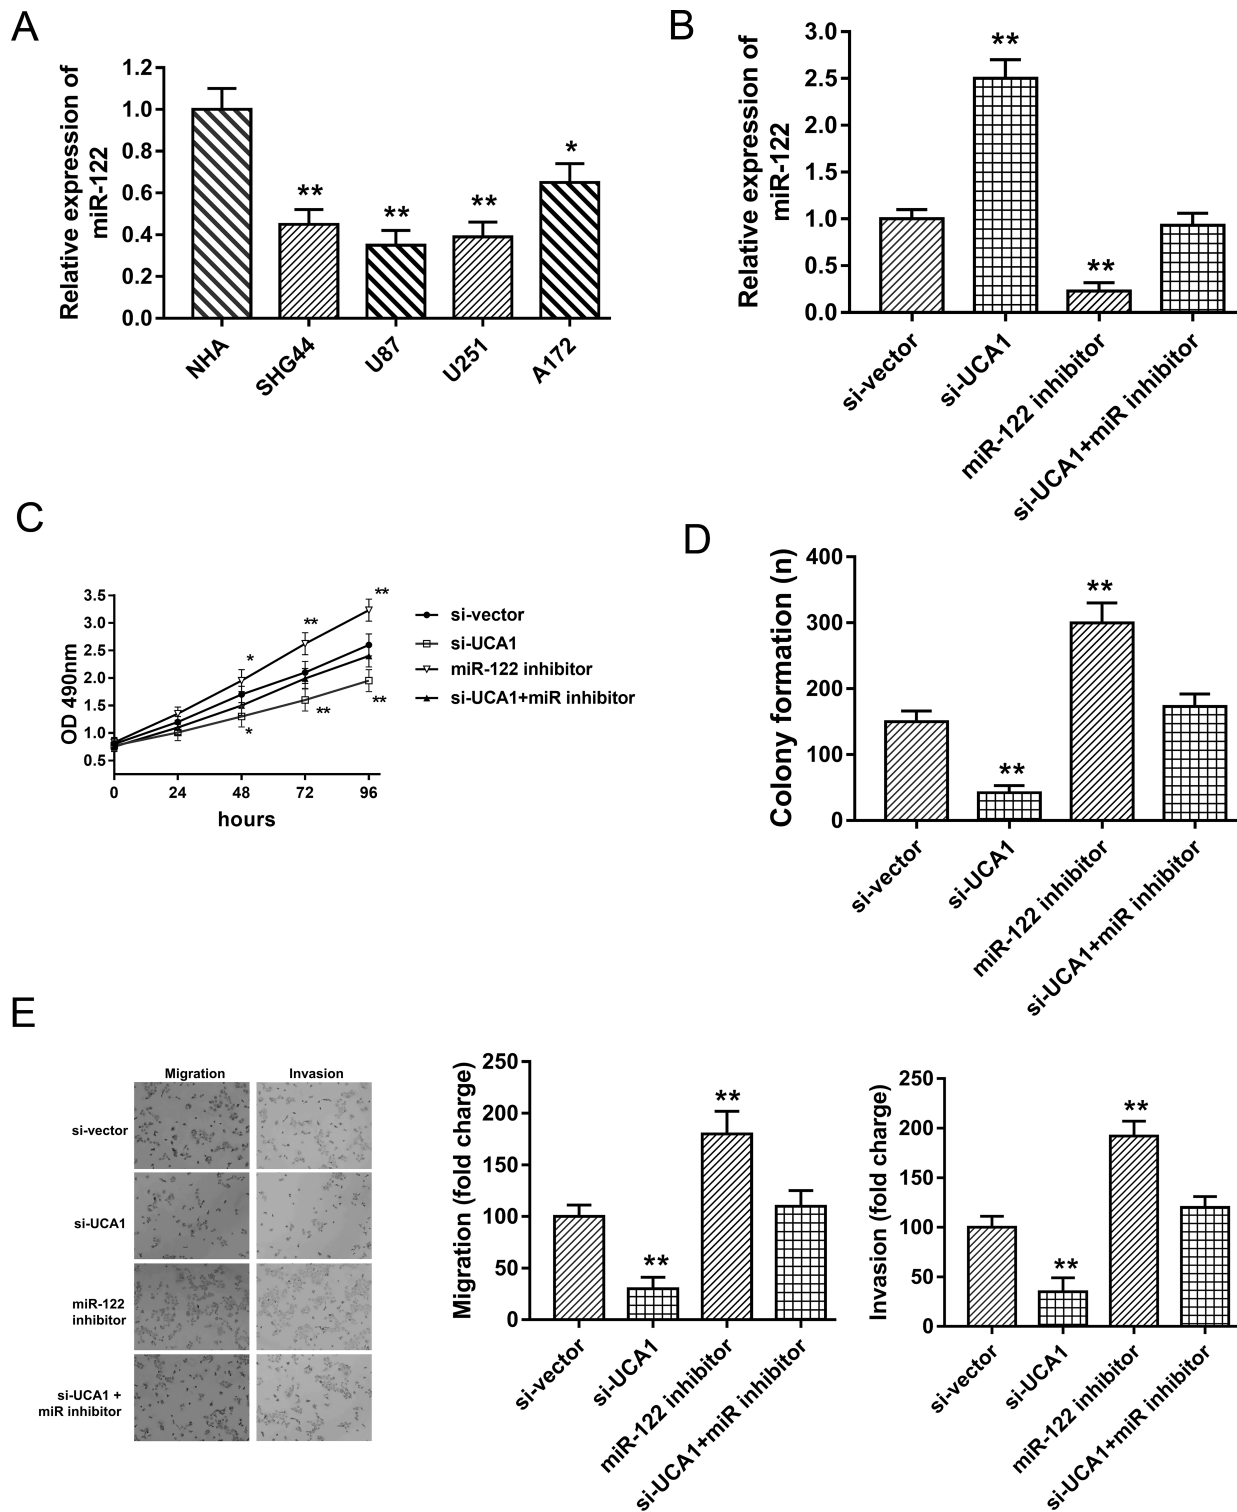 A
Relative expression of
miR-122
1.2
1.0
0.8
0.6
0.4
0.2
0.0
**
**
**
*
NHA
SHG44
U87
U251
A172
B
Relative expression of
miR-122
3.0
2.5
2.0
1.5
1.0
0.5
0.0
**
**
si-vector
si-UCA1
miR-122 inhibitor
si-UCA1+miR inhibitor
C
OD 490nm
3.5
3.0
2.5
2.0
1.5
1.0
0.5
*
**
**
*
**
**
0
24
48
72
96
hours
si-vector
si-UCA1
miR-122 inhibitor
si-UCA1+miR inhibitor
D
Colony formation (n)
400
300
200
100
0
**
**
si-vector
si-UCA1
miR-122 inhibitor
si-UCA1+miR inhibitor
E
Migration
Invasion
si-vector
si-UCA1
miR-122
inhibitor
si-UCA1 +
miR inhibitor
Migration (fold charge)
250
200
150
100
50
0
**
**
si-vector
si-UCA1
miR-122 inhibitor
si-UCA1+miR inhibitor
Invasion (fold charge)
250
200
150
100
50
0
**
**
si-vector
si-UCA1
miR-122 inhibitor
si-UCA1+miR inhibitor